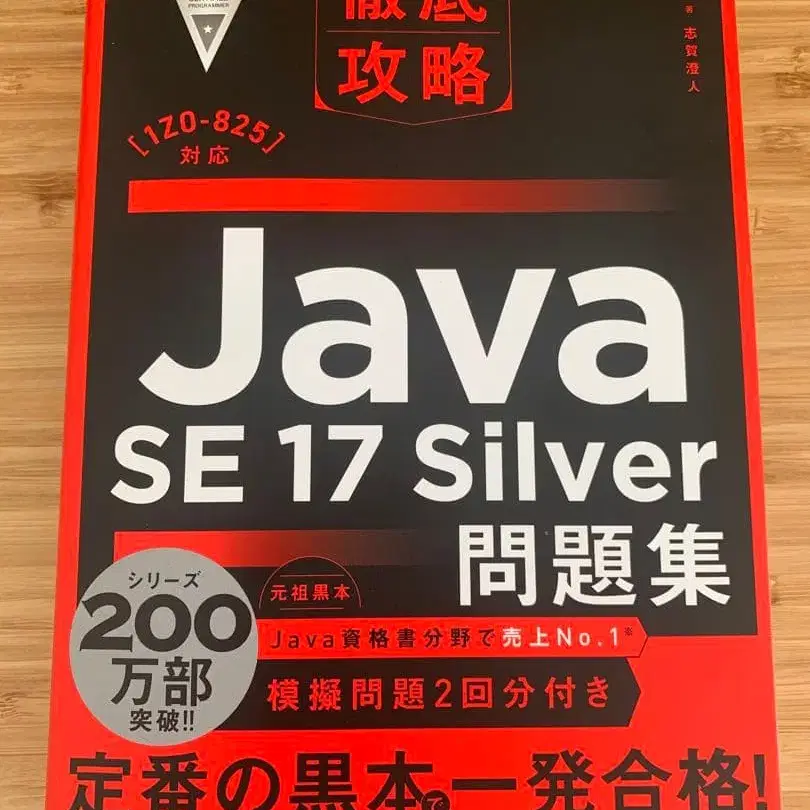 PROGRAMMER
徹底
攻略
著 志賀澄人
[1Z0-825]
対応
Java
SE 17 Silver
問題集
シリーズ
200
万部
突破!!
元祖黒本
Java資格書分野で売上No.1※
模擬問題2回分付き
定番の黒本で一発合格!